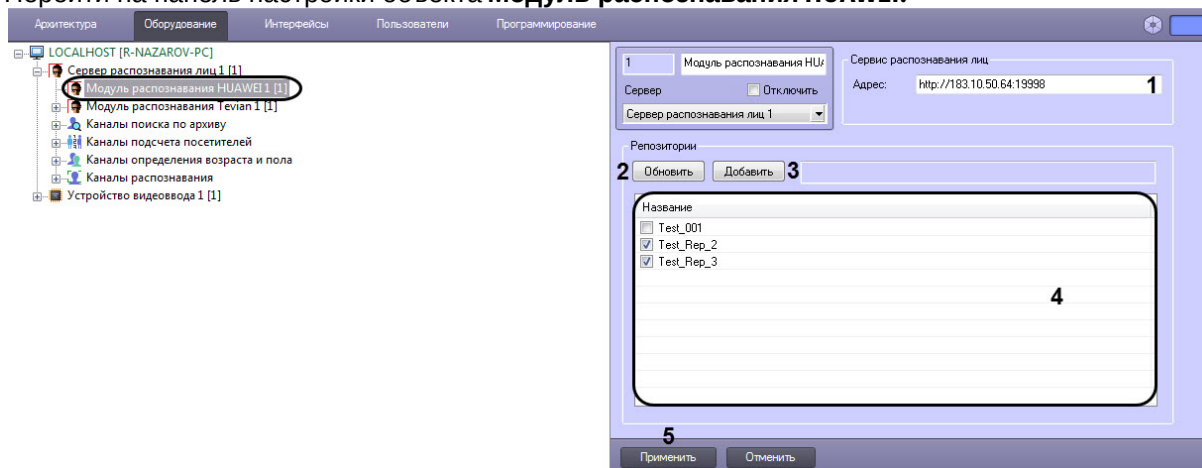 Перейти на панель настройки объекта Модуль распознавания HUAWEI.
Архитектура Оборудование Интерфейсы Пользователи Программирование
LOCALHOST [R-NAZAROV-PC]
Сервер распознавания лиц 1 [1]
Модуль распознавания HUAWEI 1 [1]
Модуль распознавания Tevian 1 [1]
Каналы поиска по архиву
Каналы подсчета посетителей
Каналы определения возраста и пола
Каналы распознавания
Устройство видеоввода 1 [1]
1 Модуль распознавания HU
Сервер Отключить
Сервер распознавания лиц 1
Сервис распознавания лиц
Адрес: http://183.10.50.64:19998 1
Репозитории
2 Обновить Добавить 3
Название
Test_001
Test_Rep_2
Test_Rep_3
4
5
Применить Отменить